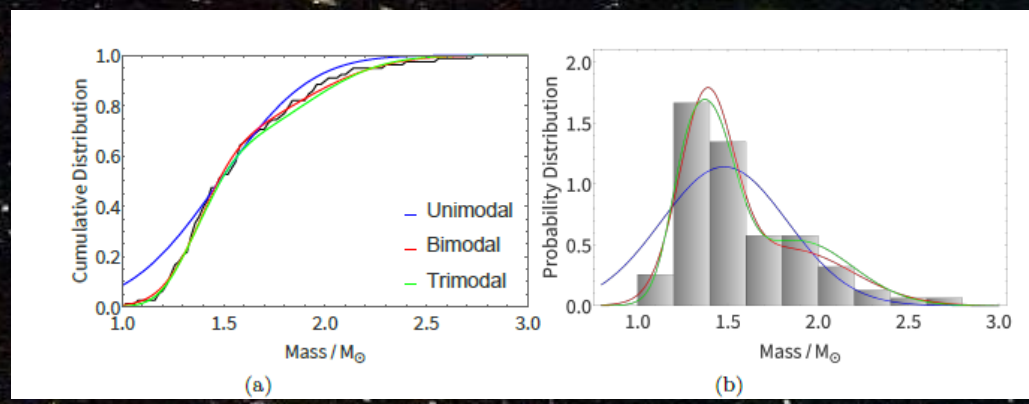 Cumulative Distribution
1.0
0.8
0.6
0.4
0.2
0.0
1.0 1.5 2.0 2.5 3.0
Mass / M⊙
Unimodal
Bimodal
Trimodal
(a)
Probability Distribution
2.0
1.5
1.0
0.5
0.0
1.0 1.5 2.0 2.5 3.0
Mass / M⊙
(b)